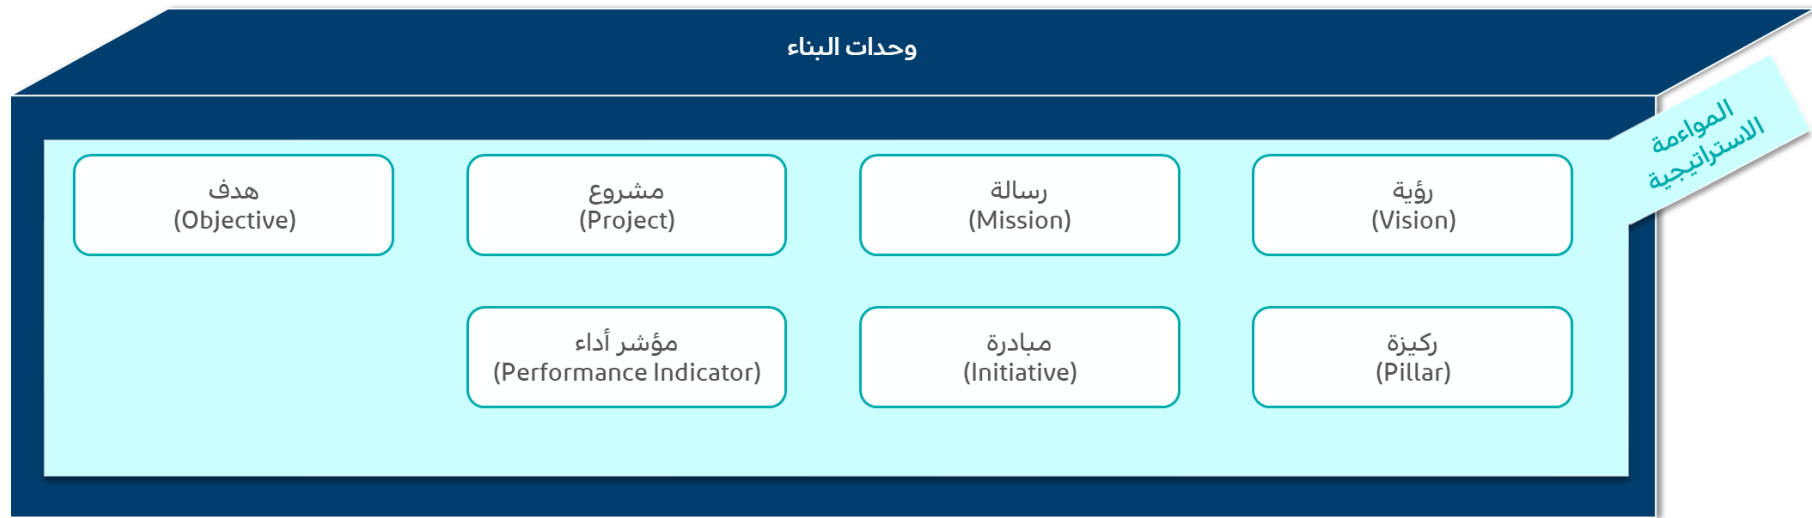 وحدات البناء
المواءمة
الاستراتيجية
رؤية
(Vision)
رسالة
(Mission)
مشروع
(Project)
هدف
(Objective)
ركيزة
(Pillar)
مبادرة
(Initiative)
مؤشر أداء
(Performance Indicator)